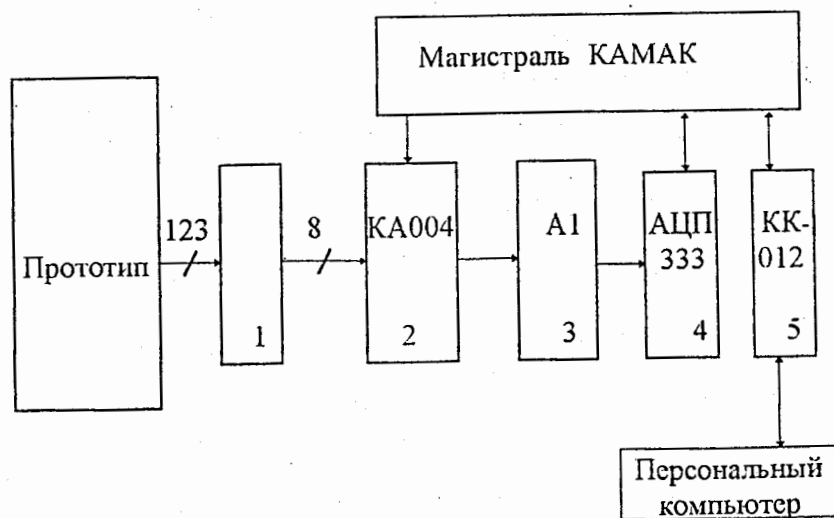 Магистраль КАМАК
Прототип
123
1
8
КА004
2
А1
3
АЦП
333
4
КК-
012
5
Персональный
компьютер